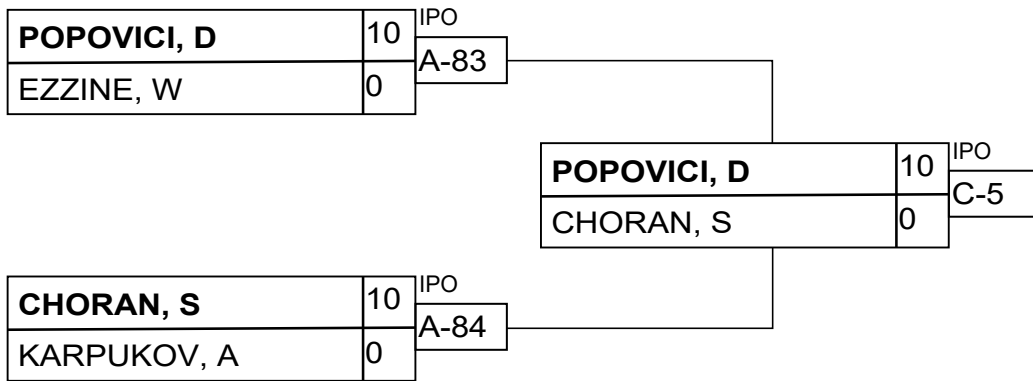 POPOVICI, D 10 IPO
EZZINE, W 0 A-83
POPOVICI, D 10 IPO
CHORAN, S 0 C-5
CHORAN, S 10 IPO
KARPUKOV, A 0 A-84